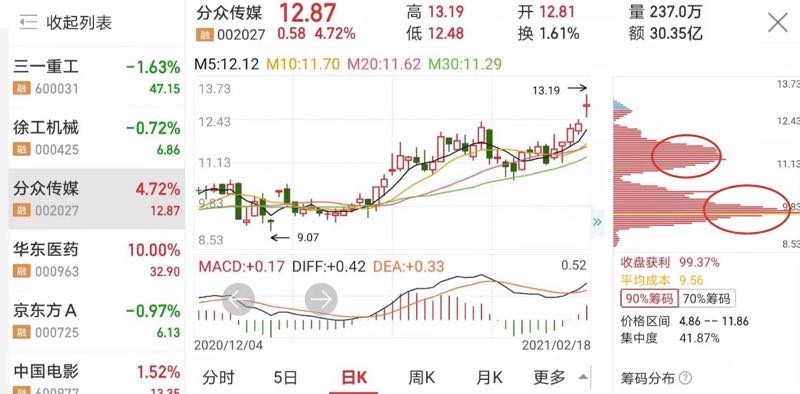 收起列表
三一重工 -1.63%
融 600031 47.15
徐工机械 -0.72%
融 000425 6.86
分众传媒 4.72%
融 002027 12.87
华东医药 10.00%
融 000963 32.90
京东方A -0.97%
融 000725 6.13
中国电影 1.52%
分众传媒 12.87 高 13.19 开 12.81 量 237.0万
融 002027 0.58 4.72% 低 12.48 换 1.61% 额 30.35亿
M5:12.12 M10:11.70 M20:11.62 M30:11.29
13.73
12.43
11.13
9.83
8.53
13.19
9.07
MACD:+0.17 DIFF:+0.42 DEA:+0.33 0.52
2020/12/04 2021/02/18
分时 5日 日K 周K 月K 更多
13.73
12.43
11.13
9.83
8.53
收盘获利 99.37%
平均成本 9.56
90%筹码 70%筹码
价格区间 4.86 -- 11.86
集中度 41.87%
筹码分布 ?